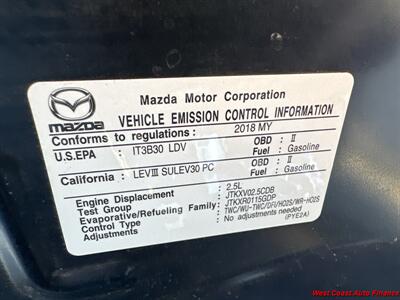 Mazda Motor Corporation
VEHICLE EMISSION CONTROL INFORMATION
mazda
Conforms to regulations : 2018 MY
U.S.EPA : IT3B30 LDV OBD : II
Fuel : Gasoline
California : LEVIII SULEV30 PC OBD : II
Fuel : Gasoline
Engine Displacement : 2.5L
Test Group : JTKXV02.5CDB
Evaporative/Refueling Family : JTKXR0115GDP
Control Type : TWC/WU-TWC/DFI/HO2S/WR-HO2S
Adjustments : No adjustments needed
(PYE2A)
West Coast Auto Finance